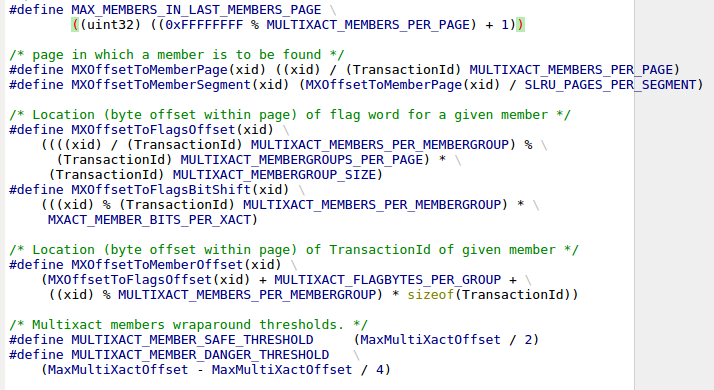 #define MAX_MEMBERS_IN_LAST_MEMBERS_PAGE \
((uint32) ((0xFFFFFFFF % MULTIXACT_MEMBERS_PER_PAGE) + 1))
/* page in which a member is to be found */
#define MXOffsetToMemberPage(xid) ((xid) / (TransactionId) MULTIXACT_MEMBERS_PER_PAGE)
#define MXOffsetToMemberSegment(xid) (MXOffsetToMemberPage(xid) / SLRU_PAGES_PER_SEGMENT)
/* Location (byte offset within page) of flag word for a given member */
#define MXOffsetToFlagsOffset(xid) \
((((xid) / (TransactionId) MULTIXACT_MEMBERS_PER_MEMBERGROUP) % \
(TransactionId) MULTIXACT_MEMBERGROUPS_PER_PAGE) * \
(TransactionId) MULTIXACT_MEMBERGROUP_SIZE)
#define MXOffsetToFlagsBitShift(xid) \
(((xid) % (TransactionId) MULTIXACT_MEMBERS_PER_MEMBERGROUP) * \
MXACT_MEMBER_BITS_PER_XACT)
/* Location (byte offset within page) of TransactionId of given member */
#define MXOffsetToMemberOffset(xid) \
(MXOffsetToFlagsOffset(xid) + MULTIXACT_FLAGBYTES_PER_GROUP + \
((xid) % MULTIXACT_MEMBERS_PER_MEMBERGROUP) * sizeof(TransactionId))
/* Multixact members wraparound thresholds. */
#define MULTIXACT_MEMBER_SAFE_THRESHOLD (MaxMultiXactOffset / 2)
#define MULTIXACT_MEMBER_DANGER_THRESHOLD \
(MaxMultiXactOffset - MaxMultiXactOffset / 4)